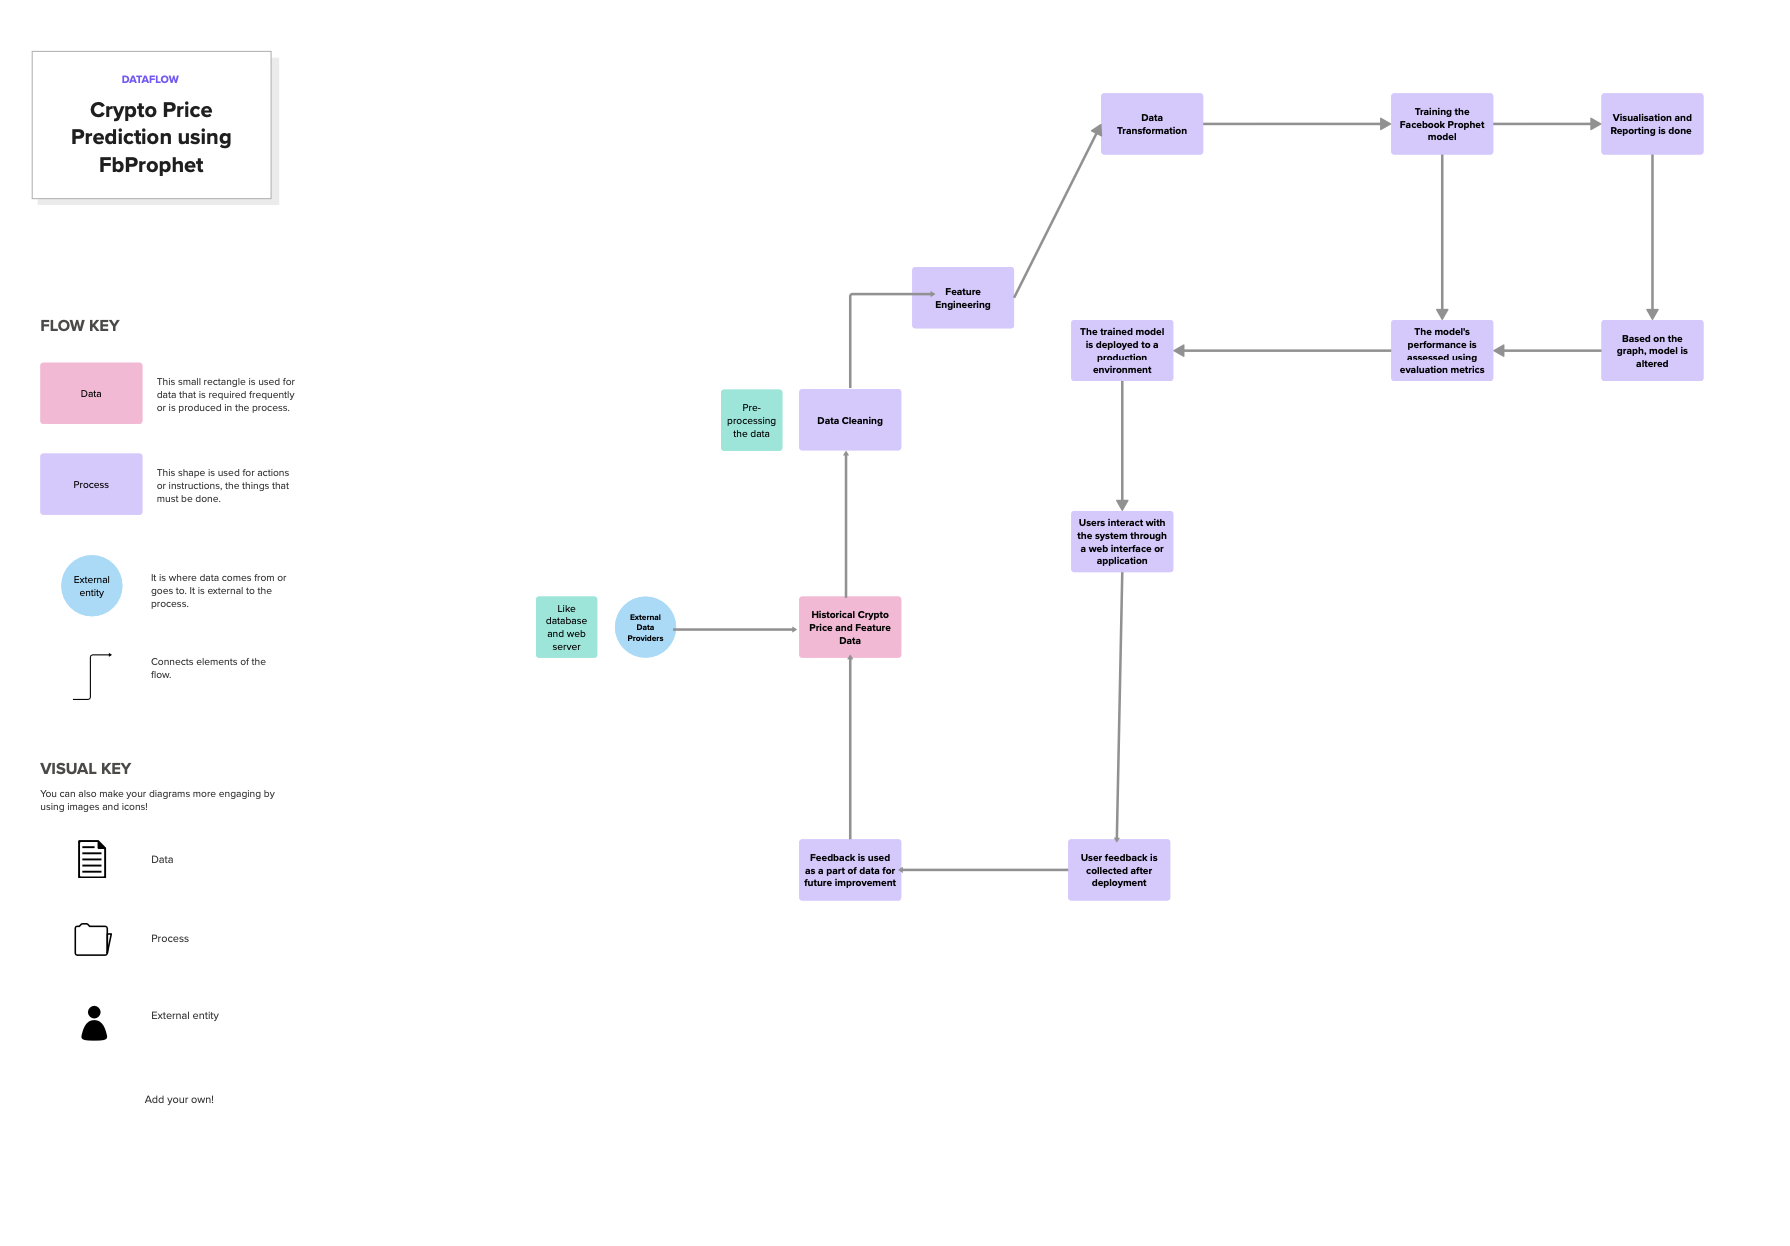 DATAFLOW
Crypto Price
Prediction using
FbProphet
FLOW KEY
Data
This small rectangle is used for
data that is required frequently
or is produced in the process.
Process
This shape is used for actions
or instructions, the things that
must be done.
External
entity
It is where data comes from or
goes to. It is external to the
process.
Connects elements of the
flow.
VISUAL KEY
You can also make your diagrams more engaging by
using images and icons!
Data
Process
External entity
Add your own!
Like
database
and web
server
External
Data
Providers
Historical Crypto
Price and Feature
Data
Pre-
processing
the data
Data Cleaning
Feature
Engineering
Data
Transformation
Training the
Facebook Prophet
model
Visualisation and
Reporting is done
Based on the
graph, model is
altered
The model's
performance is
assessed using
evaluation metrics
The trained model
is deployed to a
production
environment
Users interact with
the system through
a web interface or
application
User feedback is
collected after
deployment
Feedback is used
as a part of data for
future improvement